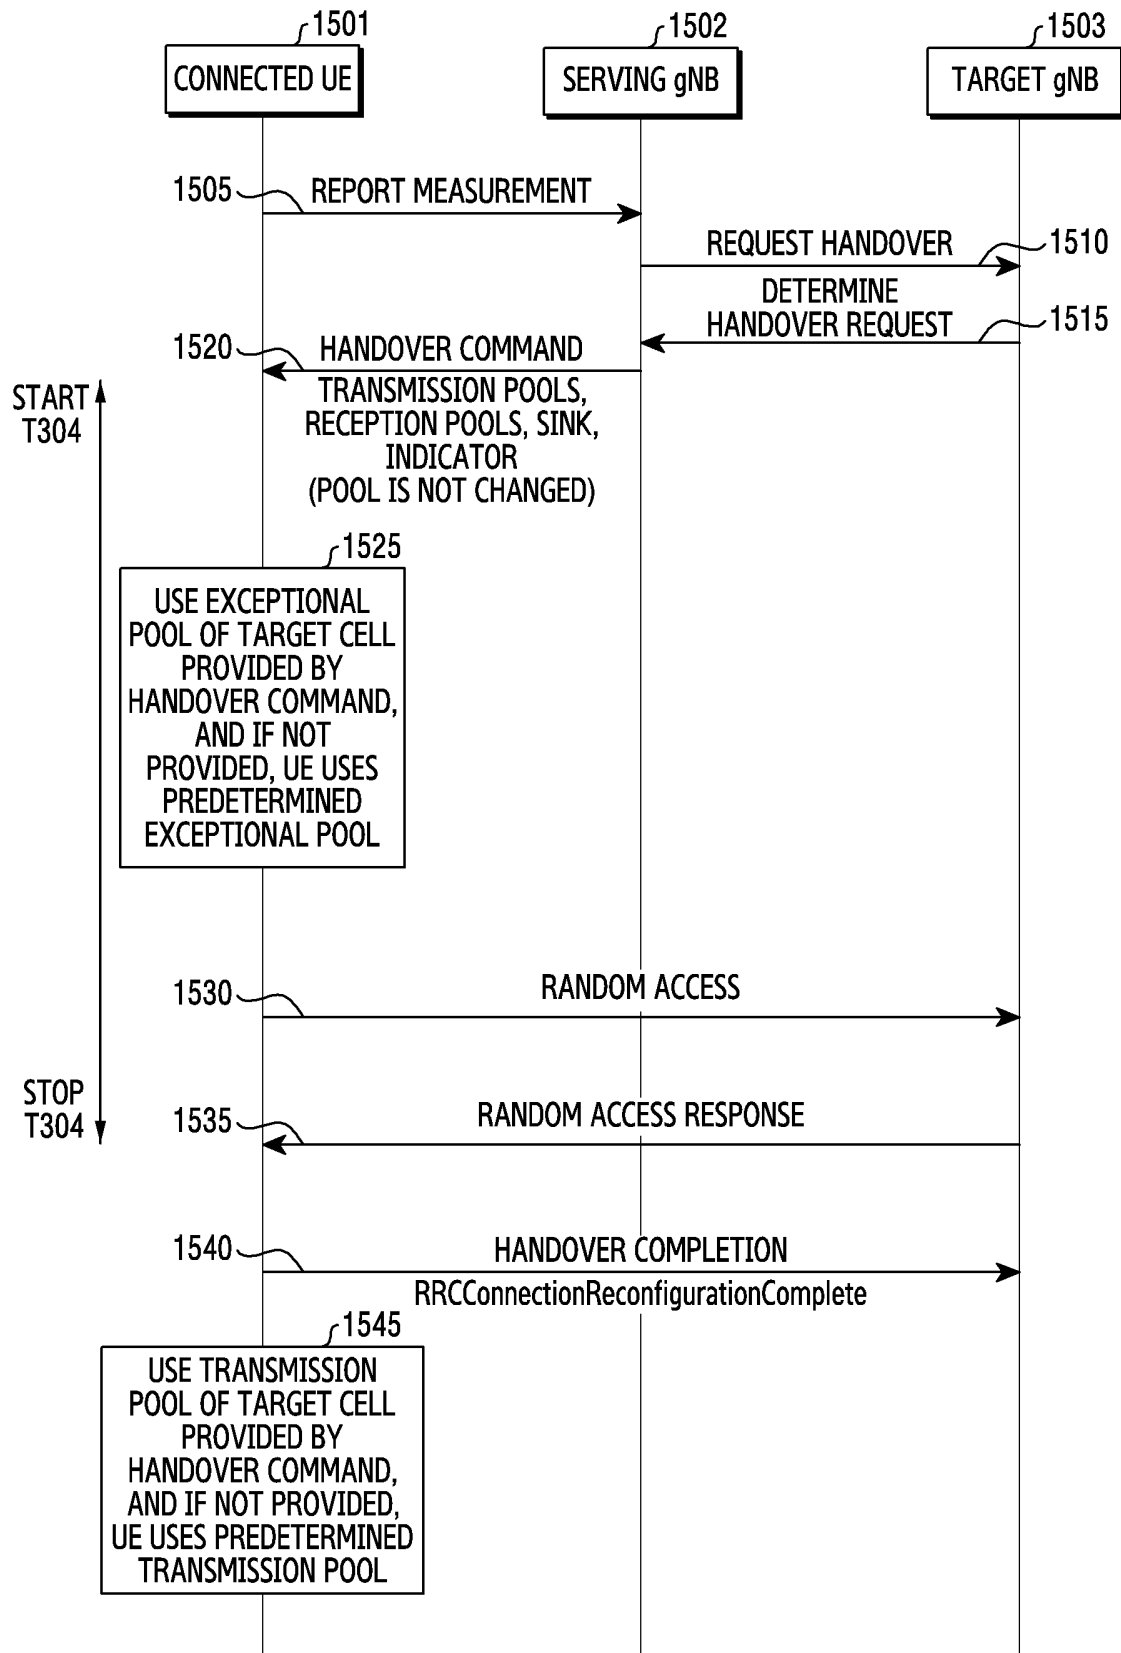 1501
1502
1503
CONNECTED UE
SERVING gNB
TARGET gNB
1505
REPORT MEASUREMENT
REQUEST HANDOVER
1510
DETERMINE
HANDOVER REQUEST
1515
1520
HANDOVER COMMAND
TRANSMISSION POOLS,
RECEPTION POOLS, SINK,
INDICATOR
(POOL IS NOT CHANGED)
START
T304
1525
USE EXCEPTIONAL
POOL OF TARGET CELL
PROVIDED BY
HANDOVER COMMAND,
AND IF NOT
PROVIDED, UE USES
PREDETERMINED
EXCEPTIONAL POOL
1530
RANDOM ACCESS
STOP
T304
1535
RANDOM ACCESS RESPONSE
1540
HANDOVER COMPLETION
RRCConnectionReconfigurationComplete
1545
USE TRANSMISSION
POOL OF TARGET CELL
PROVIDED BY
HANDOVER COMMAND,
AND IF NOT PROVIDED,
UE USES PREDETERMINED
TRANSMISSION POOL